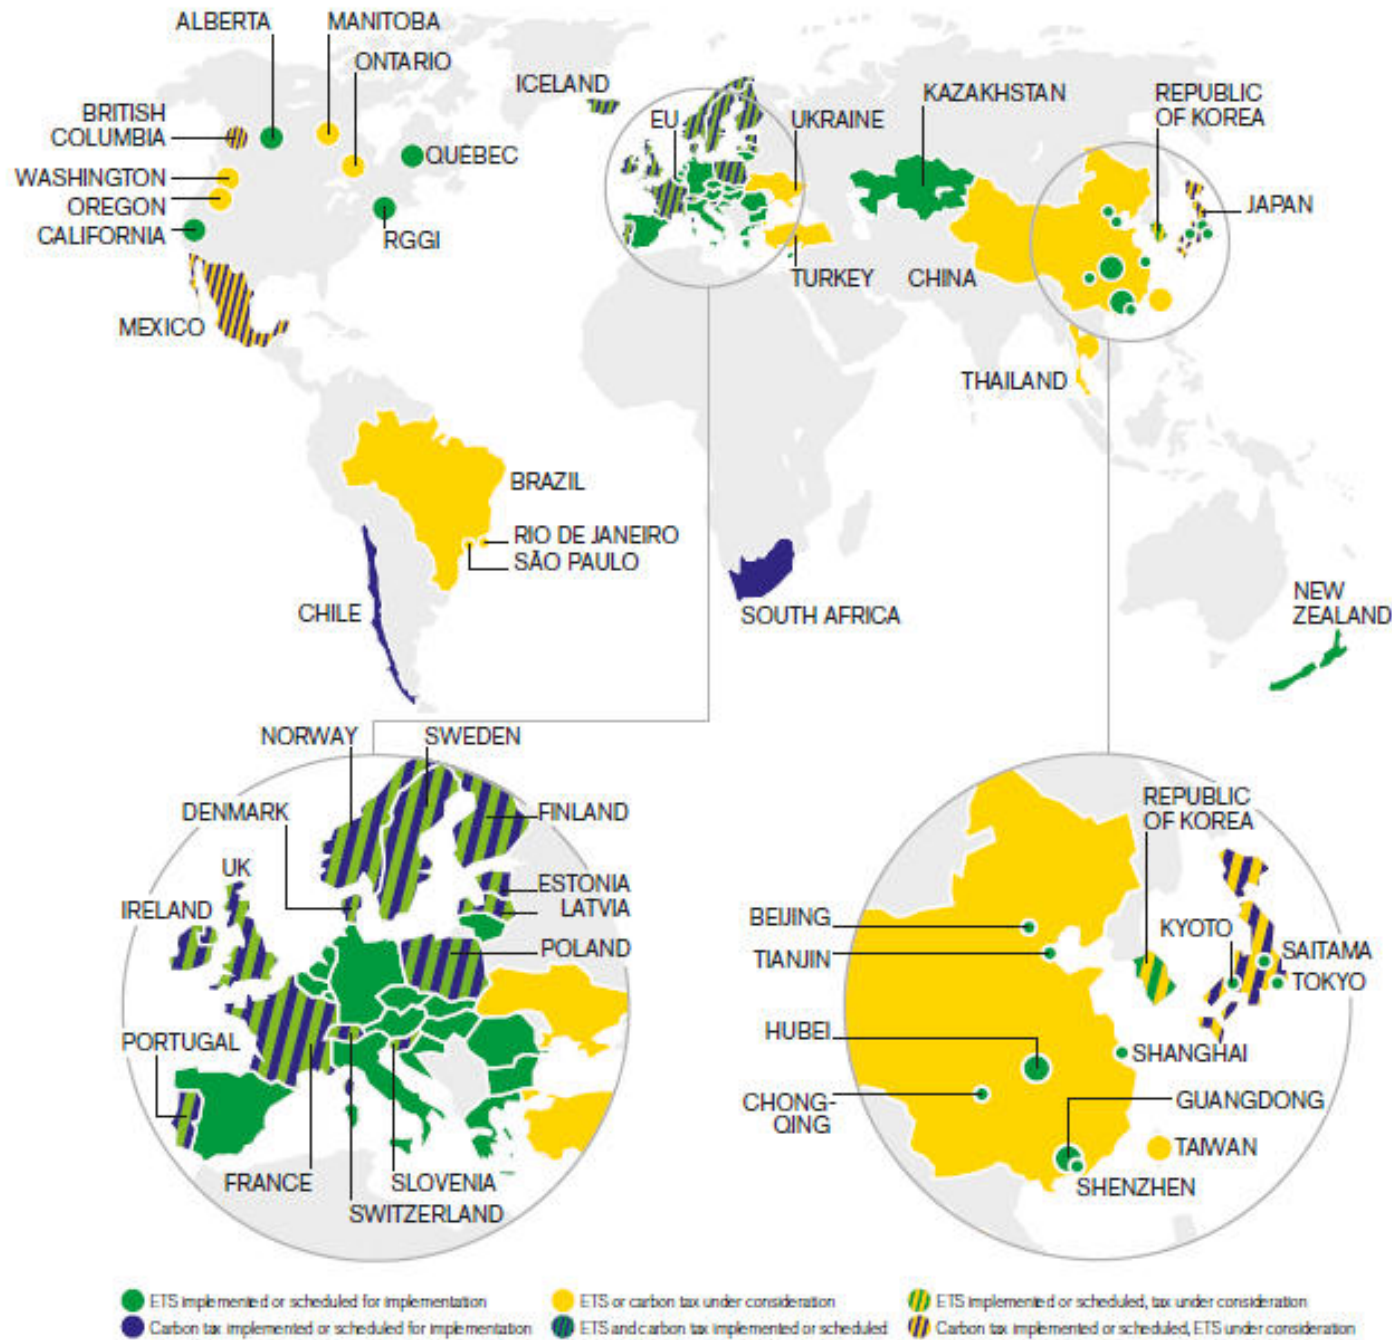 ALBERTA
MANITOBA
ONTARIO
ICELAND
KAZAKHSTAN
REPUBLIC
OF KOREA
BRITISH
COLUMBIA
EU
UKRAINE
QUÉBEC
WASHINGTON
OREGON
JAPAN
CALIFORNIA
RGGI
TURKEY
CHINA
MEXICO
THAILAND
BRAZIL
RIO DE JANEIRO
SÃO PAULO
CHILE
SOUTH AFRICA
NEW
ZEALAND
NORWAY
SWEDEN
DENMARK
FINLAND
UK
ESTONIA
IRELAND
LATVIA
POLAND
PORTUGAL
FRANCE
SLOVENIA
SWITZERLAND
REPUBLIC
OF KOREA
BEIJING
KYOTO
TIANJIN
SAITAMA
TOKYO
HUBEI
SHANGHAI
CHONG-
QING
GUANGDONG
TAIWAN
SHENZHEN
ETS implemented or scheduled for implementation
ETS or carbon tax under consideration
ETS implemented or scheduled, tax under consideration
Carbon tax implemented or scheduled for implementation
ETS and carbon tax implemented or scheduled
Carbon tax implemented or scheduled, ETS under consideration